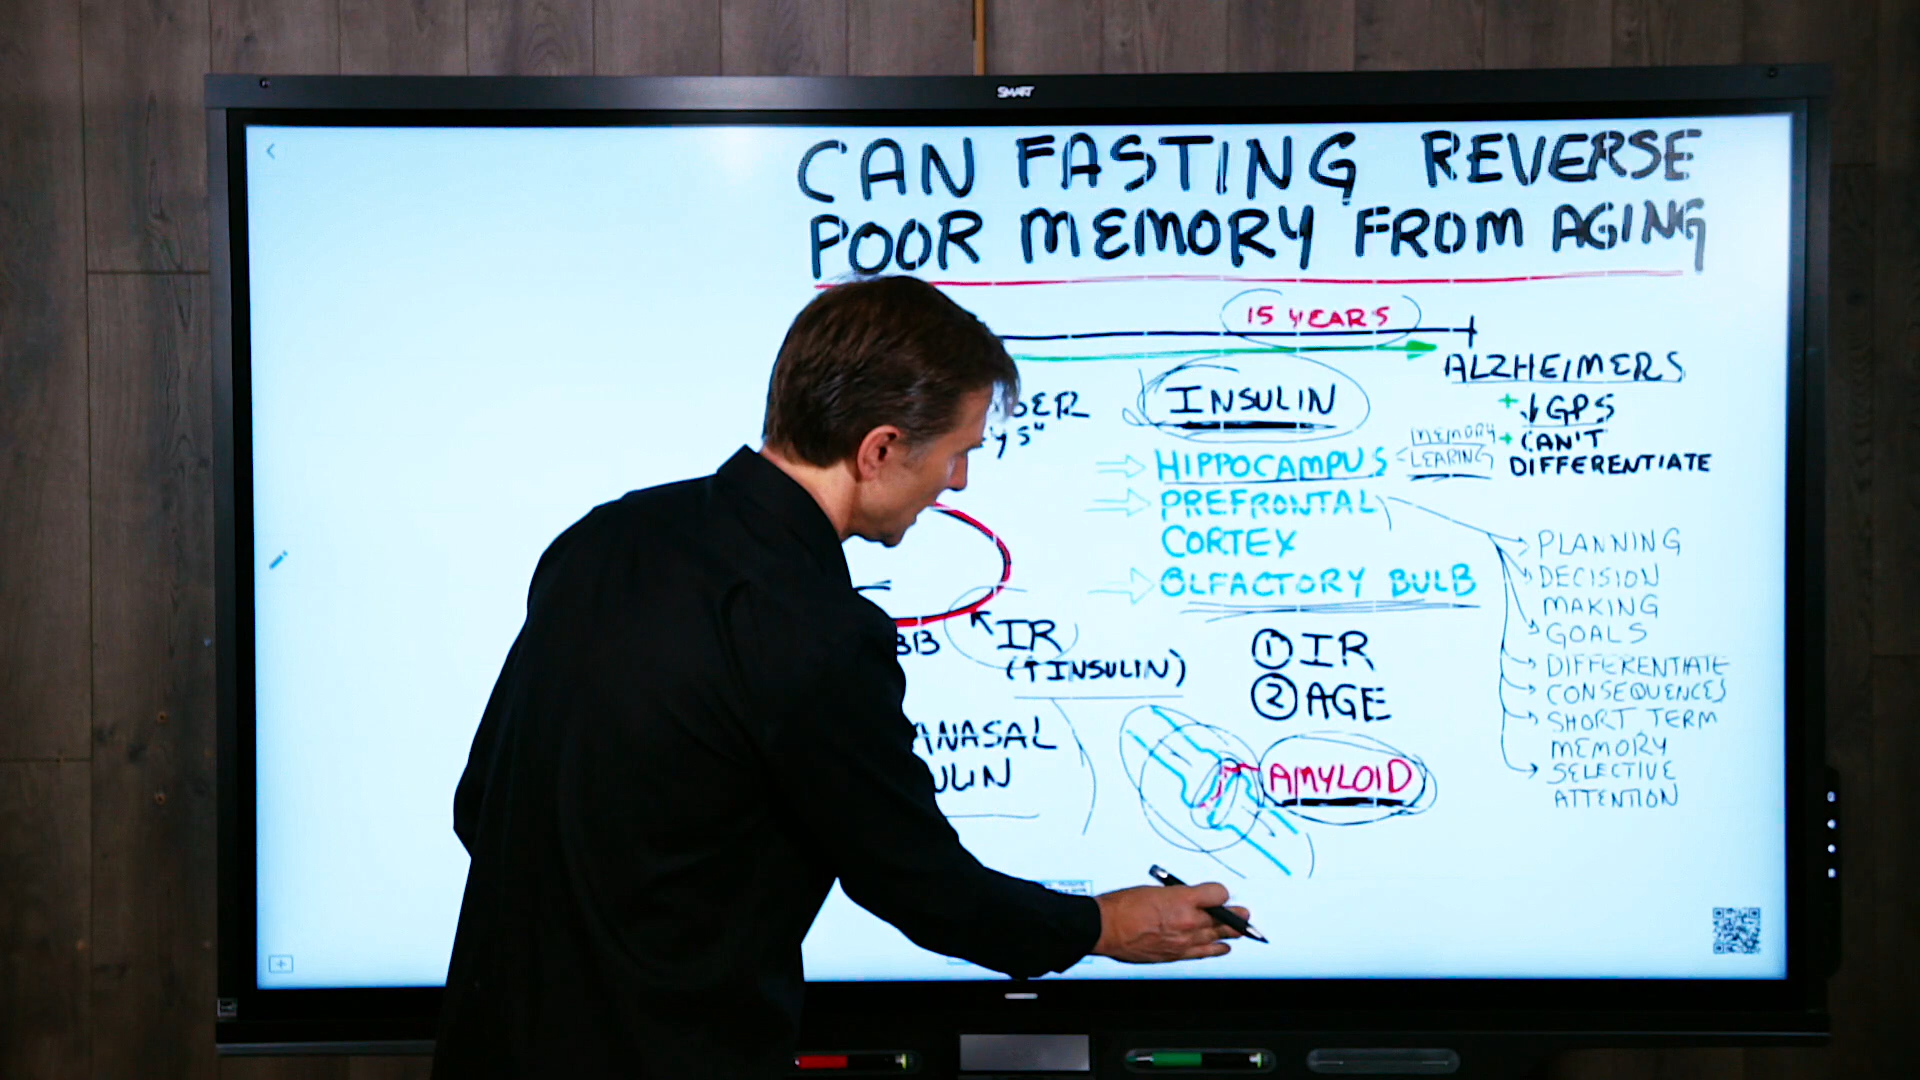 SMART
CAN FASTING REVERSE
POOR MEMORY FROM AGING
15 YEARS
ALZHEIMERS
+ ↓GPS
+ CAN'T
DIFFERENTIATE
INSULIN
HIPPOCAMPUS
MEMORY
LEARING
PREFRONTAL
CORTEX
OLFACTORY BULB
PLANNING
DECISION
MAKING
GOALS
DIFFERENTIATE
CONSEQUENCES
SHORT TERM
MEMORY
SELECTIVE
ATTENTION
IR
(↑INSULIN)
① IR
② AGE
AMYLOID